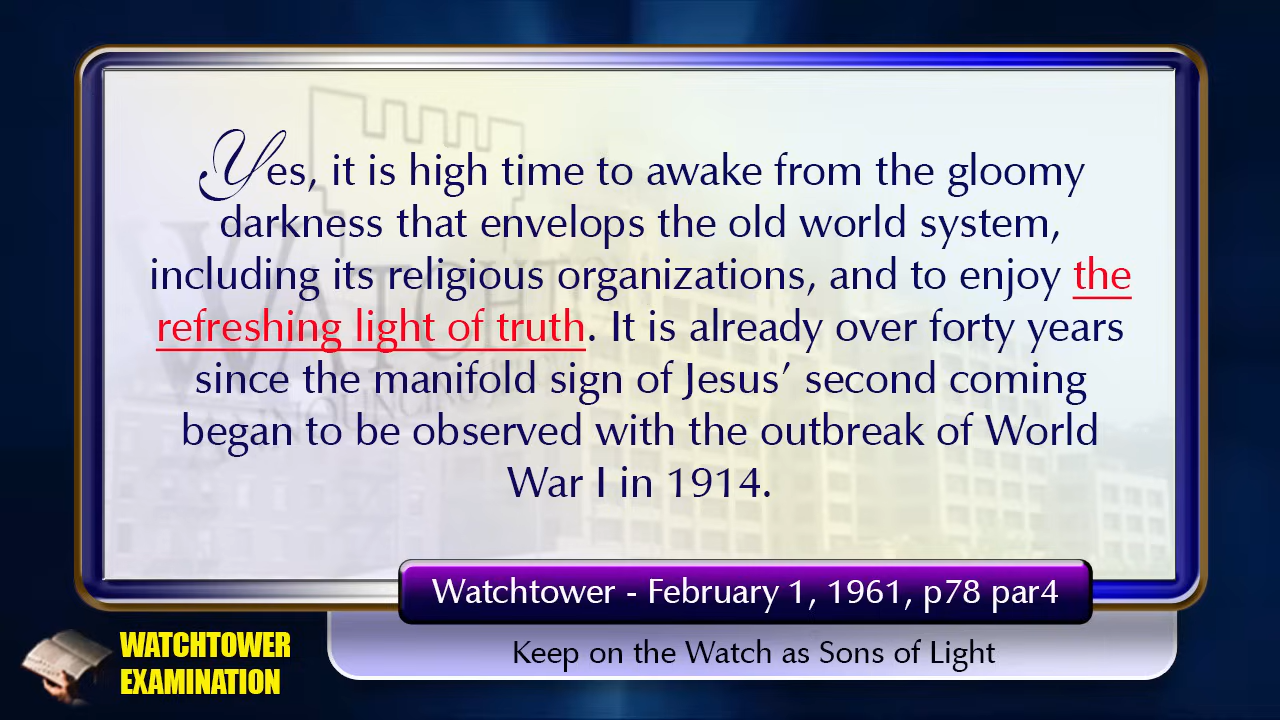 Yes, it is high time to awake from the gloomy
darkness that envelops the old world system,
including its religious organizations, and to enjoy the
refreshing light of truth. It is already over forty years
since the manifold sign of Jesus’ second coming
began to be observed with the outbreak of World
War I in 1914.
Watchtower - February 1, 1961, p78 par4
Keep on the Watch as Sons of Light
WATCHTOWER
EXAMINATION